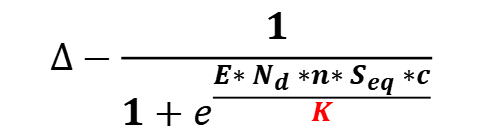 Δ − 1
1 + e E* N_d *n* S_eq *c
K